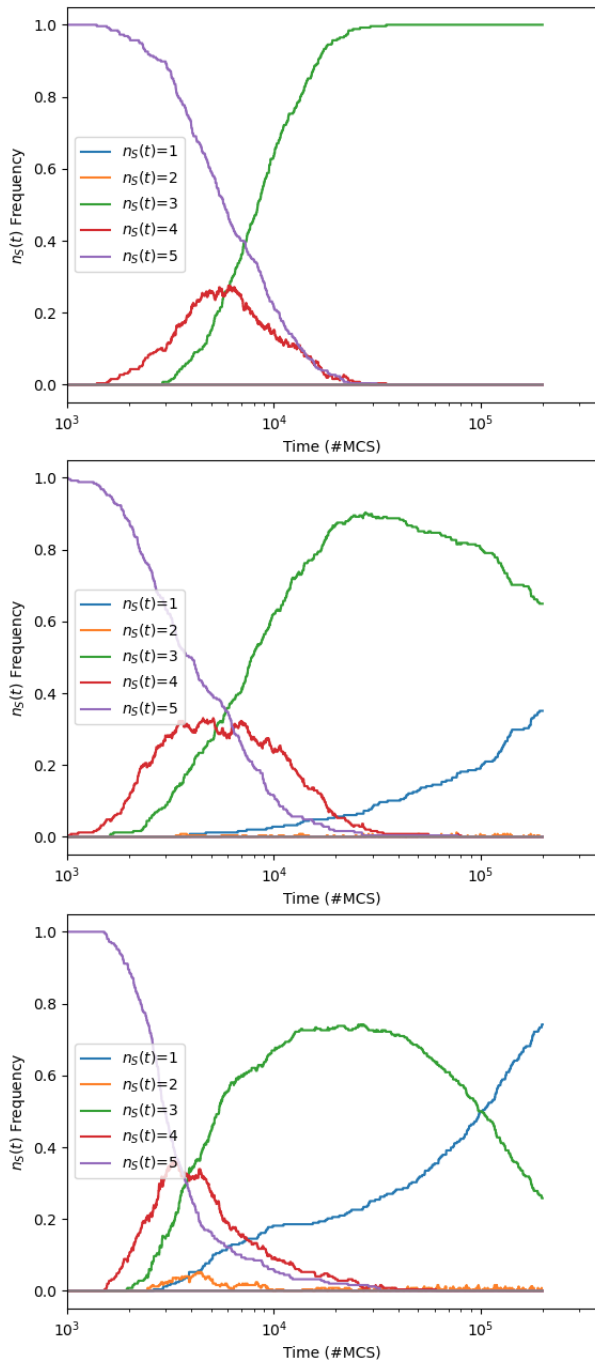 1.0
0.8
0.6
0.4
0.2
0.0
n_S(t) Frequency
n_S(t)=1
n_S(t)=2
n_S(t)=3
n_S(t)=4
n_S(t)=5
10^3
10^4
10^5
Time (#MCS)
1.0
0.8
0.6
0.4
0.2
0.0
n_S(t) Frequency
n_S(t)=1
n_S(t)=2
n_S(t)=3
n_S(t)=4
n_S(t)=5
10^3
10^4
10^5
Time (#MCS)
1.0
0.8
0.6
0.4
0.2
0.0
n_S(t) Frequency
n_S(t)=1
n_S(t)=2
n_S(t)=3
n_S(t)=4
n_S(t)=5
10^3
10^4
10^5
Time (#MCS)